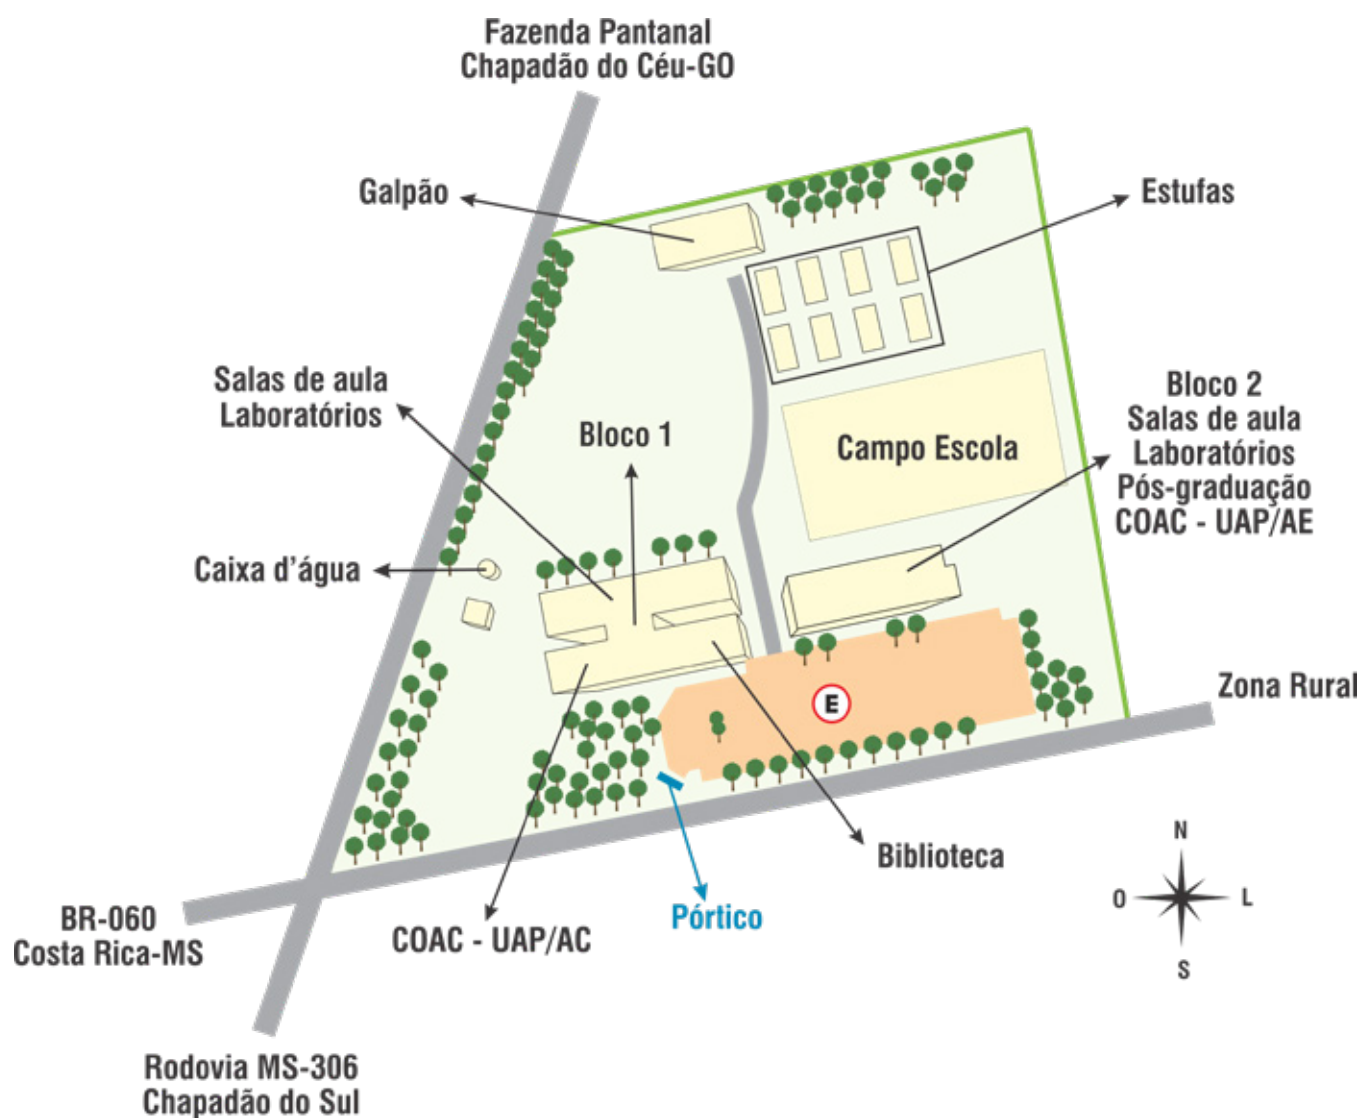 Fazenda Pantanal
Chapadão do Céu-GO
Galpão
Estufas
Salas de aula
Laboratórios
Bloco 1
Campo Escola
Bloco 2
Salas de aula
Laboratórios
Pós-graduação
COAC - UAP/AE
Caixa d'água
Zona Rural
E
Biblioteca
Pórtico
BR-060
Costa Rica-MS
COAC - UAP/AC
N
O
L
S
Rodovia MS-306
Chapadão do Sul